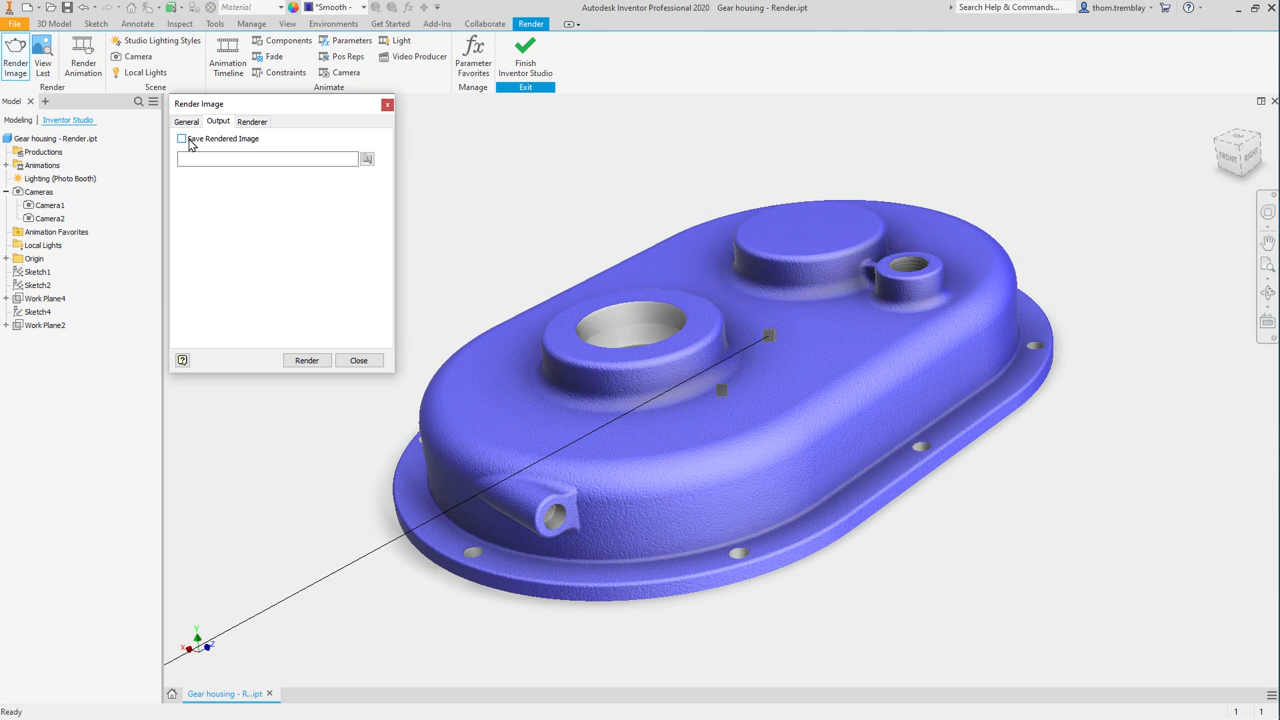 Material
*Smooth
Autodesk Inventor Professional 2020 Gear housing - Render.ipt
Search Help & Commands...
thom.tremblay
File 3D Model Sketch Annotate Inspect Tools Manage View Environments Get Started Add-Ins Collaborate Render
Render Image
View Last
Render Animation
Studio Lighting Styles
Camera
Local Lights
Animation Timeline
Components
Fade
Constraints
Parameters
Pos Reps
Camera
Light
Video Producer
Parameter Favorites
Finish Inventor Studio
Render Scene Animate Manage Exit
Model
Modeling Inventor Studio
Gear housing - Render.ipt
Productions
Animations
Lighting (Photo Booth)
Cameras
Camera1
Camera2
Animation Favorites
Local Lights
Origin
Sketch1
Sketch2
Work Plane4
Sketch4
Work Plane2
Render Image
General Output Renderer
Save Rendered Image
Render Close
FRONT RIGHT
Y
X Z
Gear housing - R...ipt
Ready
1 1